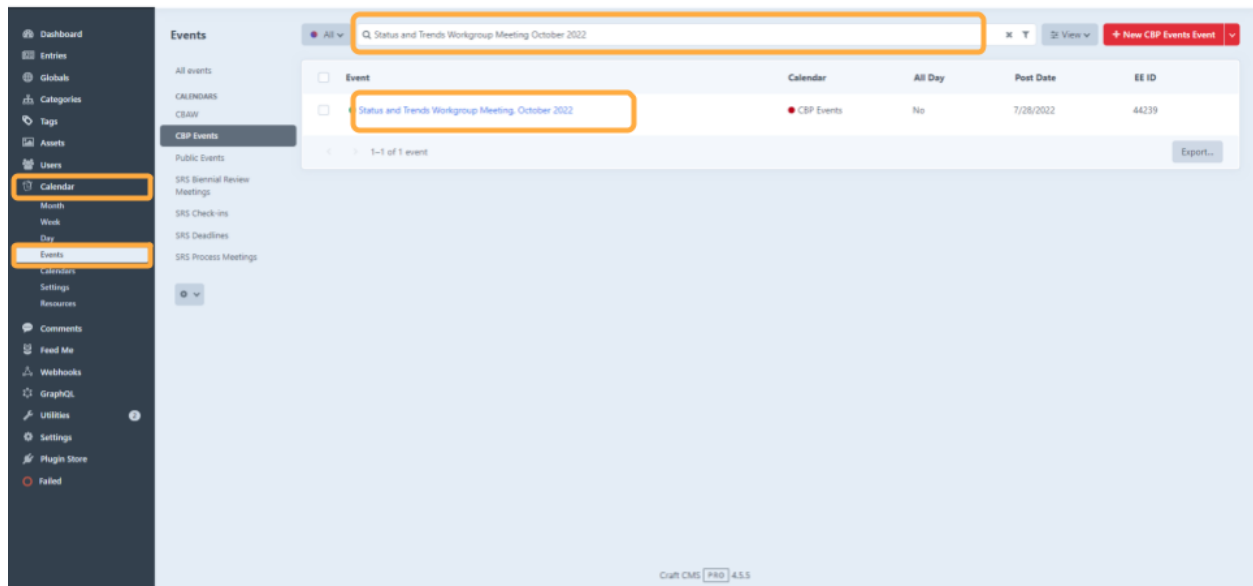 Dashboard
Entries
Globals
Categories
Tags
Assets
Users
Calendar
Month
Week
Day
Events
Calendars
Settings
Resources
Comments
Feed Me
Webhooks
GraphQL
Utilities 2
Settings
Plugin Store
Failed
Events
All events
CALENDARS
CBAW
CBP Events
Public Events
SRS Biennial Review
Meetings
SRS Check-ins
SRS Deadlines
SRS Process Meetings
All Status and Trends Workgroup Meeting October 2022 View + New CBP Events Event
Event Calendar All Day Post Date EE ID
Status and Trends Workgroup Meeting, October 2022 CBP Events No 7/28/2022 44239
1–1 of 1 event Export...
Craft CMS PRO 4.5.5